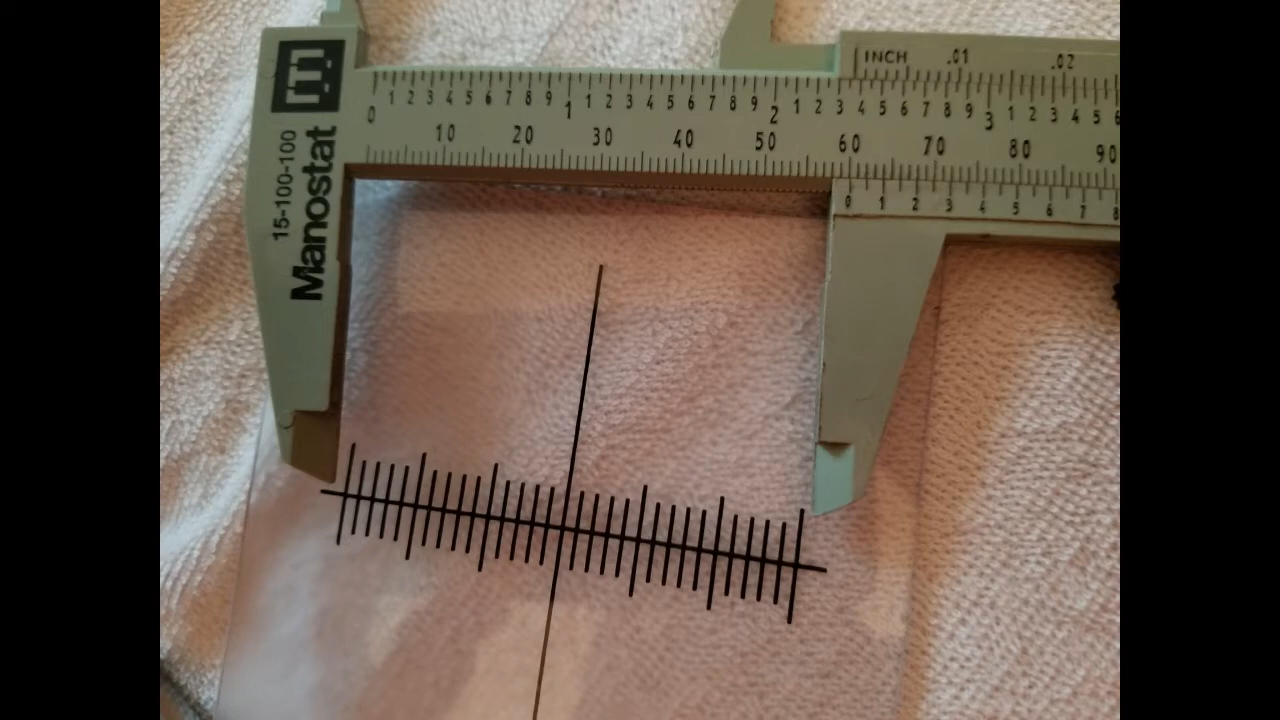 INCH .01 .02
0 1 2 3 4 5 6 7 8 9 1 1 2 3 4 5 6 7 8 9 2 1 2 3 4 5 6 7 8 9 3 1 2 3 4 5
10 20 30 40 50 60 70 80 90
0 1 2 3 4 5 6 7 8
15-100-100
Manostat